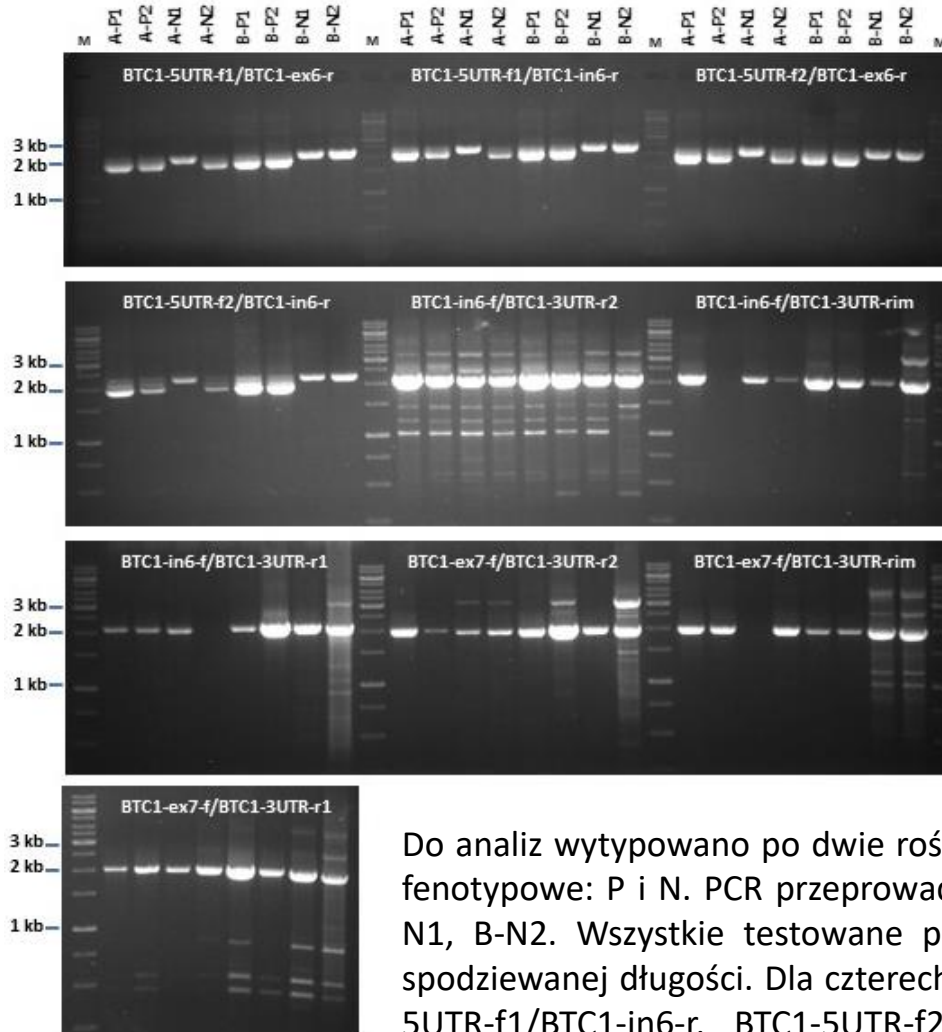 M A-P1 A-P2 A-N1 A-N2 B-P1 B-P2 B-N1 B-N2 M A-P1 A-P2 A-N1 A-N2 B-P1 B-P2 B-N1 B-N2 M A-P1 A-P2 A-N1 A-N2 B-P1 B-P2 B-N1 B-N2 M
BTC1-5UTR-f1/BTC1-ex6-r BTC1-5UTR-f1/BTC1-in6-r BTC1-5UTR-f2/BTC1-ex6-r
3 kb
2 kb
1 kb
BTC1-5UTR-f2/BTC1-in6-r BTC1-in6-f/BTC1-3UTR-r2 BTC1-in6-f/BTC1-3UTR-rim
3 kb
2 kb
1 kb
BTC1-in6-f/BTC1-3UTR-r1 BTC1-ex7-f/BTC1-3UTR-r2 BTC1-ex7-f/BTC1-3UTR-rim
3 kb
2 kb
1 kb
BTC1-ex7-f/BTC1-3UTR-r1
3 kb
2 kb
1 kb
Do analiz wytypowano po dwie roś
fenotypowe: P i N. PCR przeprowad
N1, B-N2. Wszystkie testowane p
spodziewanej długości. Dla czterech
5UTR-f1/BTC1-in6-r, BTC1-5UTR-f2